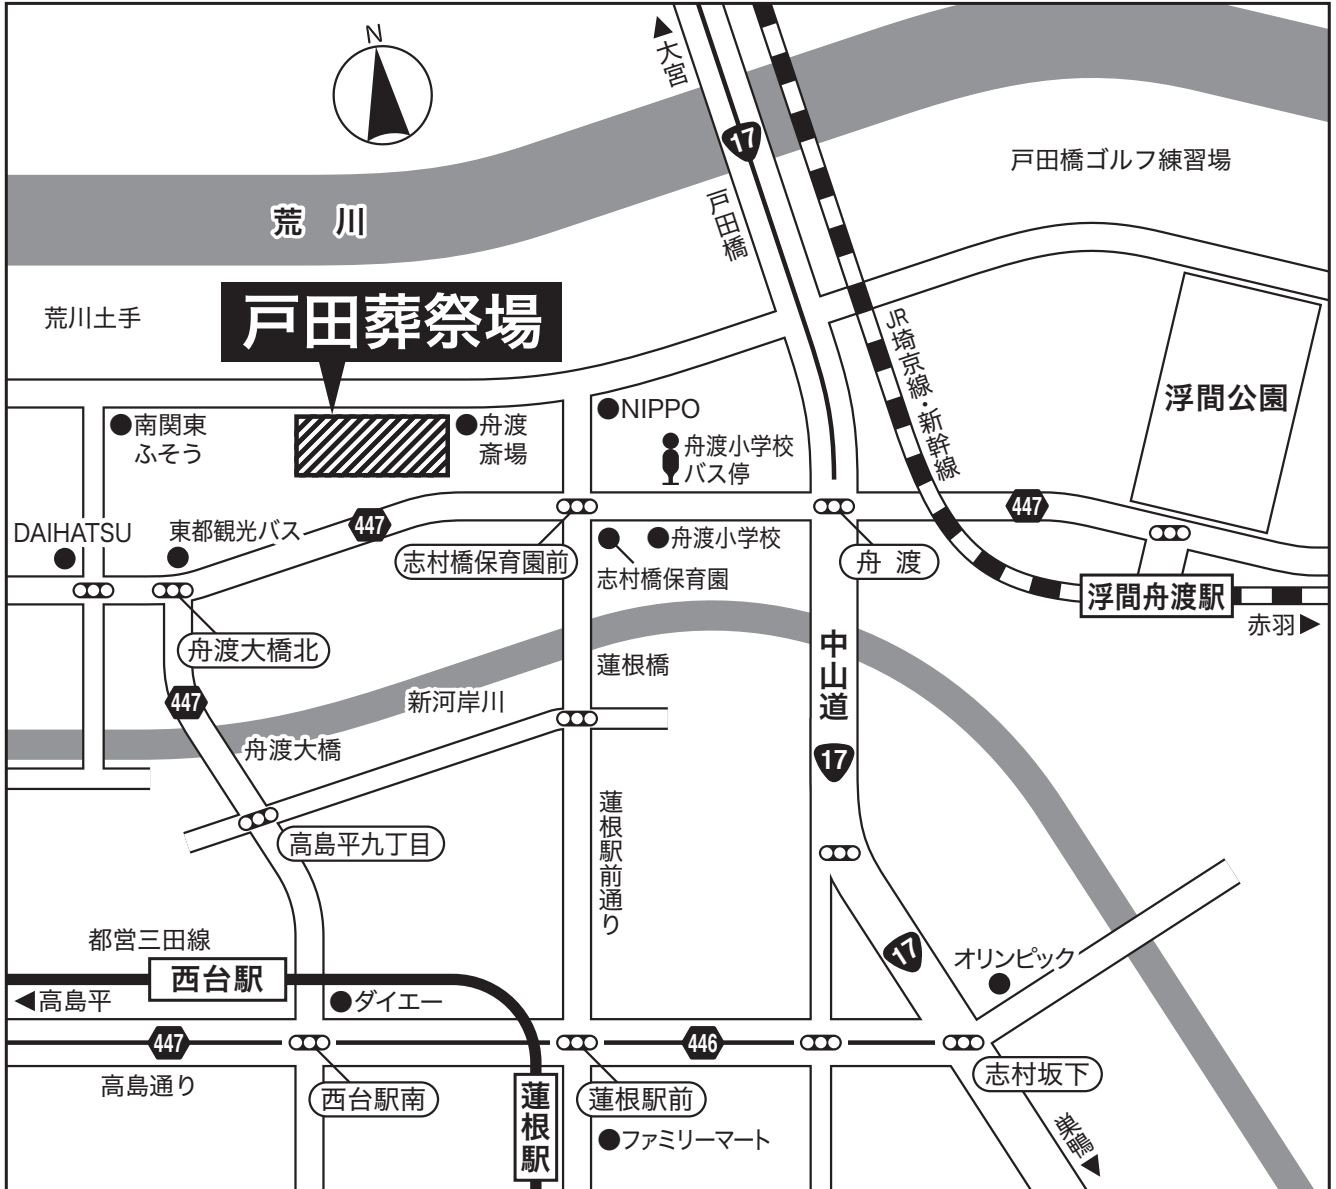 N
大宮
17
戸田橋ゴルフ練習場
荒 川
戸田橋
荒川土手
戸田葬祭場
JR埼京線・新幹線
浮間公園
南関東
ふそう
舟渡
斎場
NIPPO
舟渡小学校
バス停
447
447
DAIHATSU
東都観光バス
志村橋保育園前
舟渡小学校
志村橋保育園
舟 渡
浮間舟渡駅
赤羽
舟渡大橋北
中山道
蓮根橋
447
新河岸川
舟渡大橋
17
高島平九丁目
蓮根駅前通り
都営三田線
西台駅
高島平
ダイエー
17
オリンピック
447
446
高島通り
西台駅南
蓮根駅
蓮根駅前
志村坂下
ファミリーマート
巣鴨